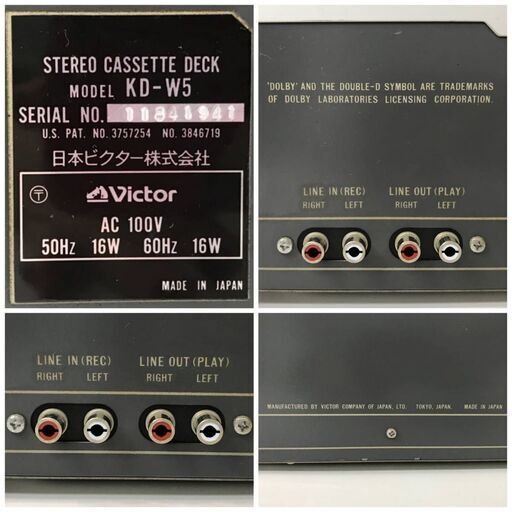 STEREO CASSETTE DECK
MODEL KD-W5
SERIAL NO. 11841941
U.S. PAT. NO. 3757254 NO. 3846719
日本ビクター株式会社
〒 Victor
AC 100V
50Hz 16W 60Hz 16W
MADE IN JAPAN
'DOLBY' AND THE DOUBLE-D SYMBOL ARE TRADEMARKS
OF DOLBY LABORATORIES LICENSING CORPORATION.
LINE IN (REC) LINE OUT (PLAY)
RIGHT LEFT RIGHT LEFT
LINE IN (REC) LINE OUT (PLAY)
RIGHT LEFT RIGHT LEFT
MANUFACTURED BY VICTOR COMPANY OF JAPAN, LTD. TOKYO, JAPAN. MADE IN JAPAN